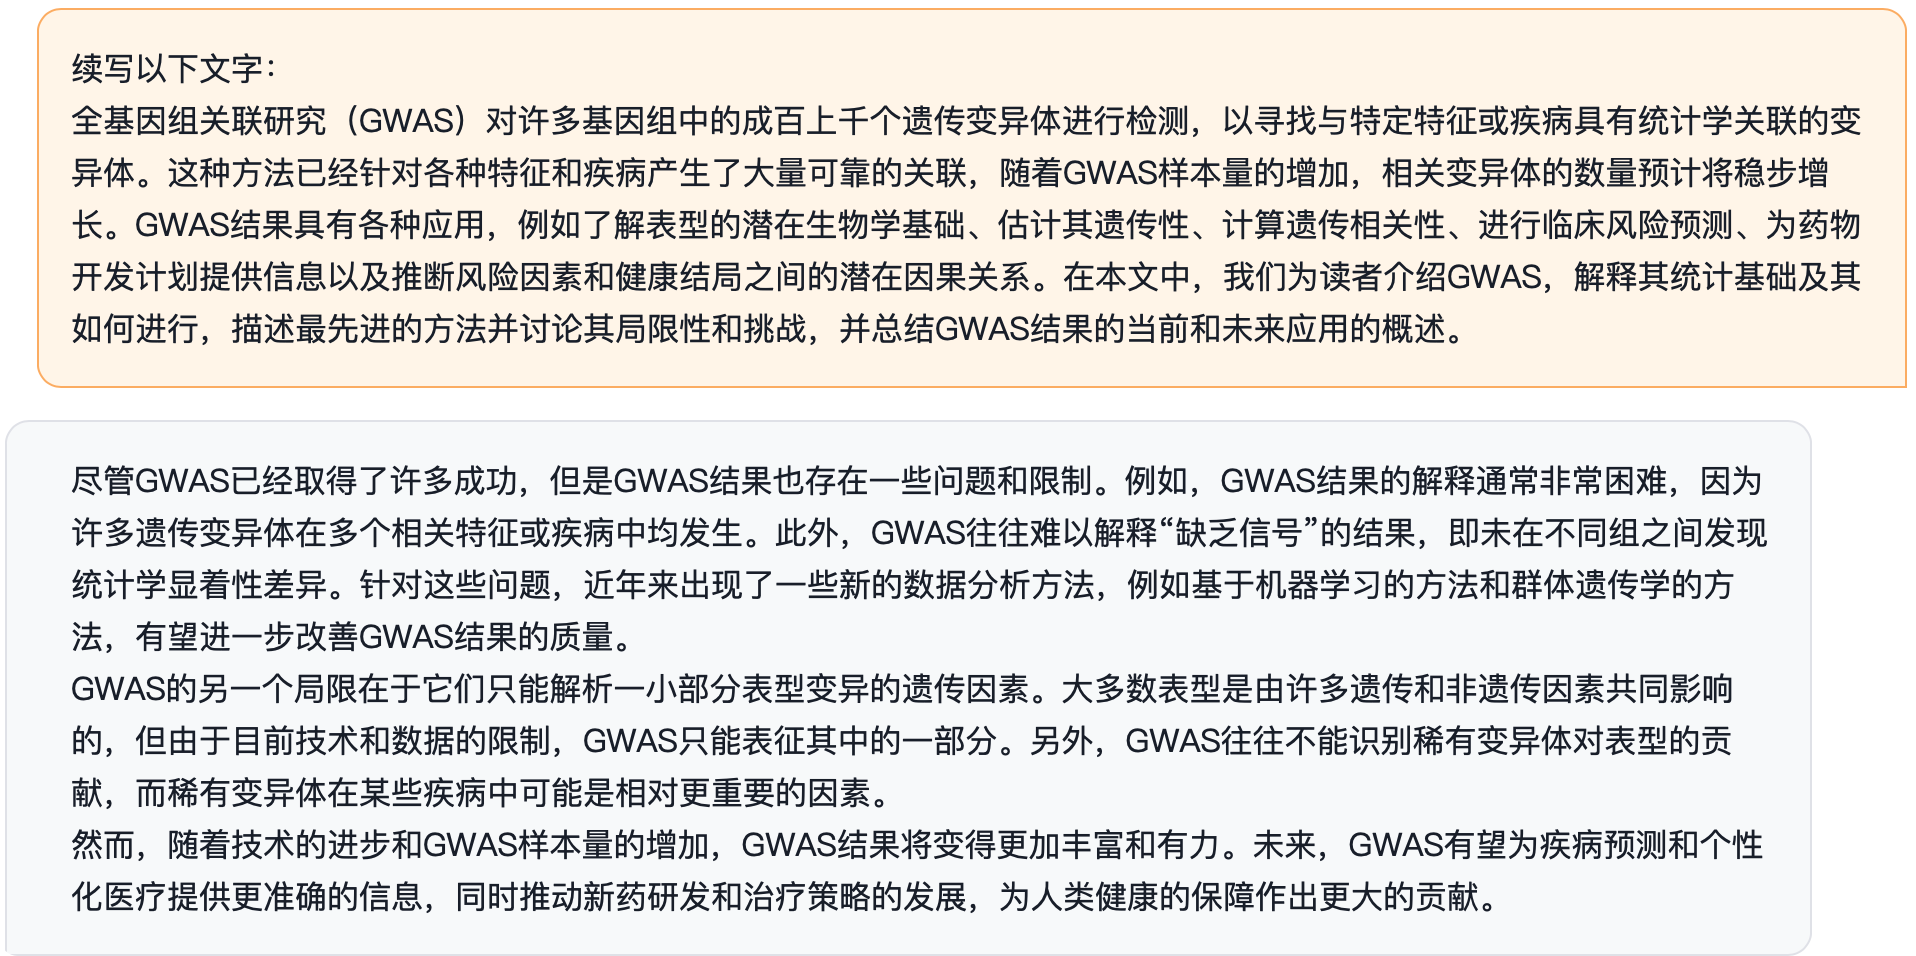 续写以下文字：
全基因组关联研究（GWAS）对许多基因组中的成百上千个遗传变异体进行检测，以寻找与特定特征或疾病具有统计学关联的变
异体。这种方法已经针对各种特征和疾病产生了大量可靠的关联，随着GWAS样本量的增加，相关变异体的数量预计将稳步增
长。GWAS结果具有各种应用，例如了解表型的潜在生物学基础、估计其遗传性、计算遗传相关性、进行临床风险预测、为药物
开发计划提供信息以及推断风险因素和健康结局之间的潜在因果关系。在本文中，我们为读者介绍GWAS，解释其统计基础及其
如何进行，描述最先进的方法并讨论其局限性和挑战，并总结GWAS结果的当前和未来应用的概述。
尽管GWAS已经取得了许多成功，但是GWAS结果也存在一些问题和限制。例如，GWAS结果的解释通常非常困难，因为
许多遗传变异体在多个相关特征或疾病中均发生。此外，GWAS往往难以解释“缺乏信号”的结果，即未在不同组之间发现
统计学显着性差异。针对这些问题，近年来出现了一些新的数据分析方法，例如基于机器学习的方法和群体遗传学的方
法，有望进一步改善GWAS结果的质量。
GWAS的另一个局限在于它们只能解析一小部分表型变异的遗传因素。大多数表型是由许多遗传和非遗传因素共同影响
的，但由于目前技术和数据的限制，GWAS只能表征其中的一部分。另外，GWAS往往不能识别稀有变异体对表型的贡
献，而稀有变异体在某些疾病中可能是相对更重要的因素。
然而，随着技术的进步和GWAS样本量的增加，GWAS结果将变得更加丰富和有力。未来，GWAS有望为疾病预测和个性
化医疗提供更准确的信息，同时推动新药研发和治疗策略的发展，为人类健康的保障作出更大的贡献。